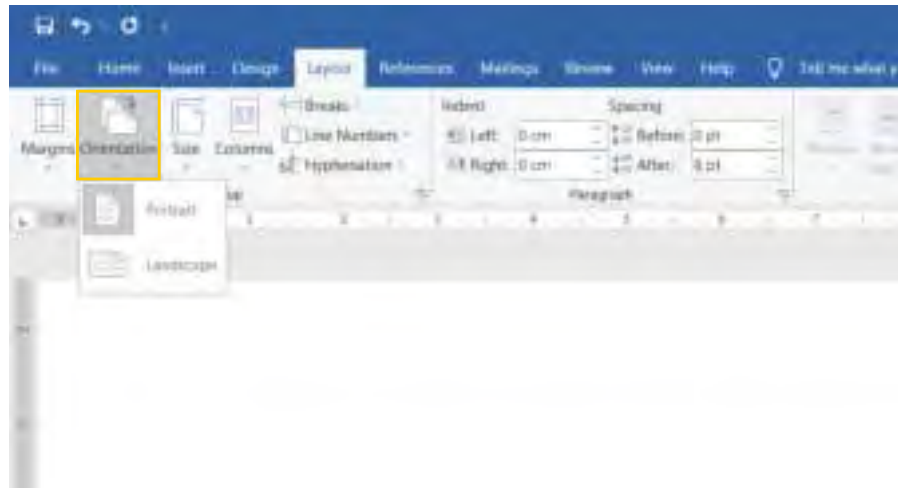 File Home Insert Design Layout References Mailings Review View Help Tell me what y
Margins Orientation Size Columns
Breaks
Line Numbers
Hyphenation
Indent
Left: 0 cm
Right: 0 cm
Spacing
Before: 0 pt
After: 8 pt
Paragraph
Portrait
Landscape